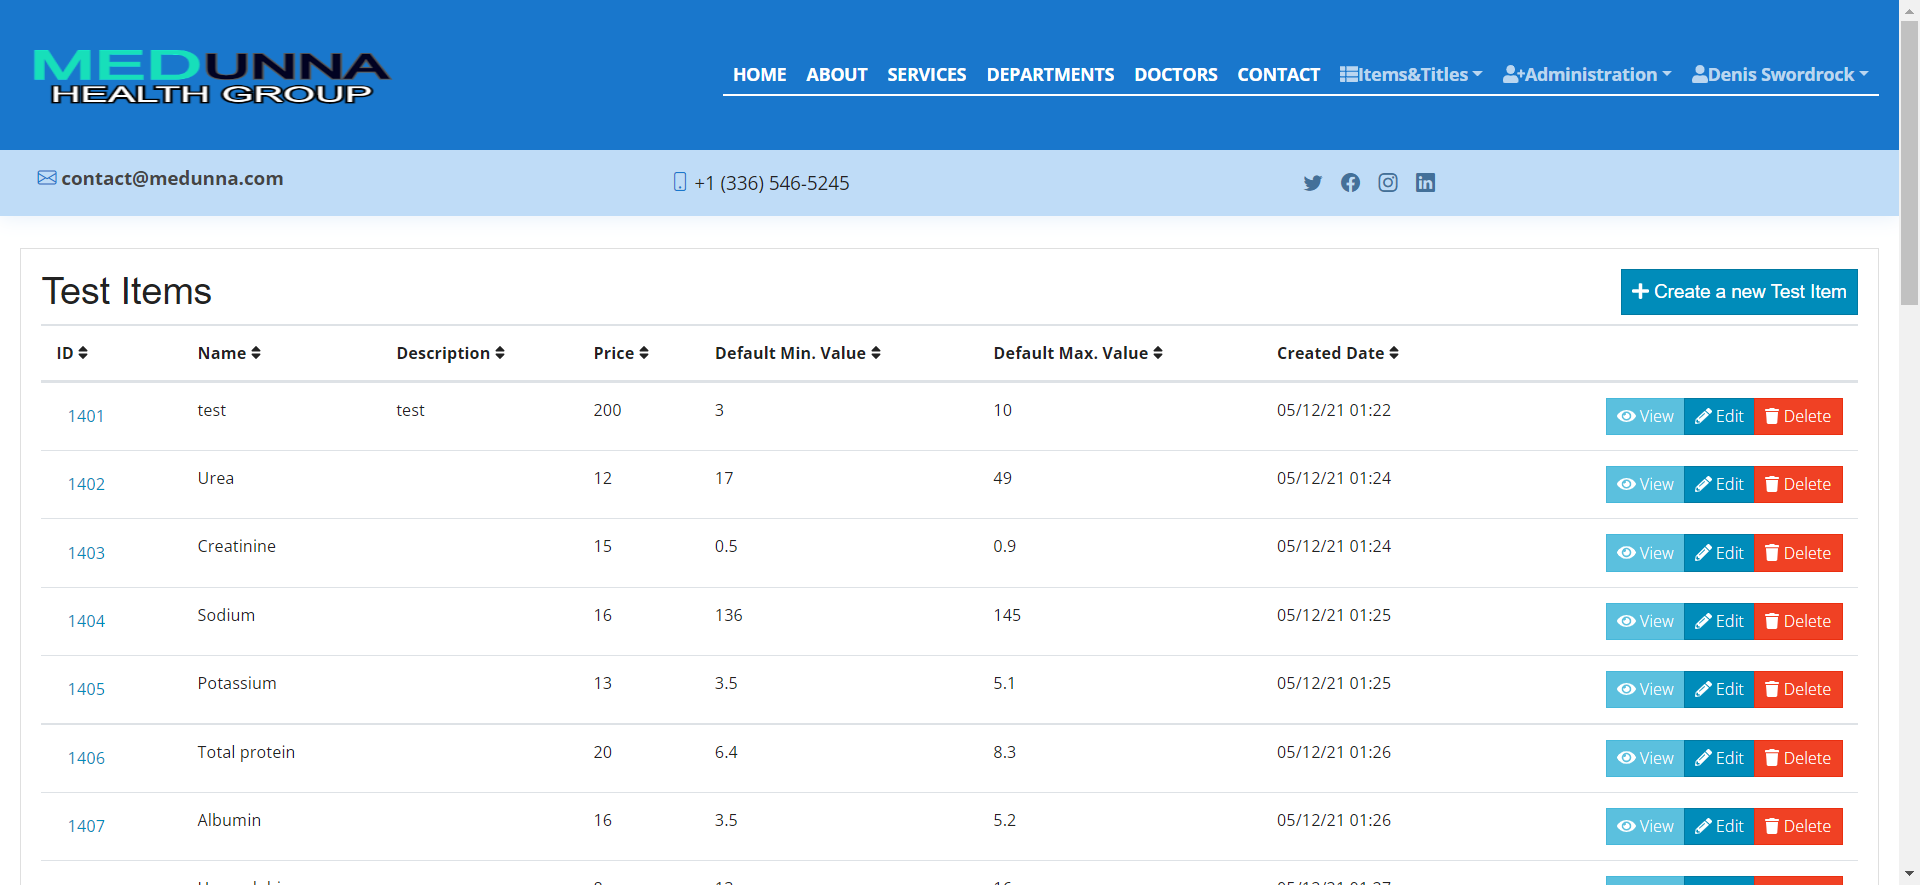 MEDUNNA
HEALTH GROUP
HOME ABOUT SERVICES DEPARTMENTS DOCTORS CONTACT Items&Titles Administration Denis Swordrock
contact@medunna.com +1 (336) 546-5245
Test Items Create a new Test Item
ID Name Description Price Default Min. Value Default Max. Value Created Date
1401 test test 200 3 10 05/12/21 01:22 View Edit Delete
1402 Urea 12 17 49 05/12/21 01:24 View Edit Delete
1403 Creatinine 15 0.5 0.9 05/12/21 01:24 View Edit Delete
1404 Sodium 16 136 145 05/12/21 01:25 View Edit Delete
1405 Potassium 13 3.5 5.1 05/12/21 01:25 View Edit Delete
1406 Total protein 20 6.4 8.3 05/12/21 01:26 View Edit Delete
1407 Albumin 16 3.5 5.2 05/12/21 01:26 View Edit Delete